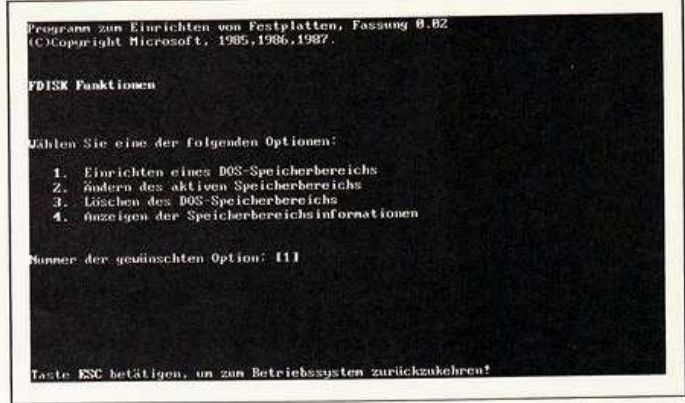 Programm zum Einrichten von Festplatten, Fassung 0.02
(C)Copyright Microsoft, 1985,1986,1987.
FDISK Funktionen
Wählen Sie eine der folgenden Optionen:
1. Einrichten eines DOS-Speicherbereichs
2. Ändern des aktiven Speicherbereichs
3. Löschen des DOS-Speicherbereichs
4. Anzeigen der Speicherbereichsinformationen
Nummer der gewünschten Option: [1]
Taste ESC betätigen, um zum Betriebssystem zurückzukehren!